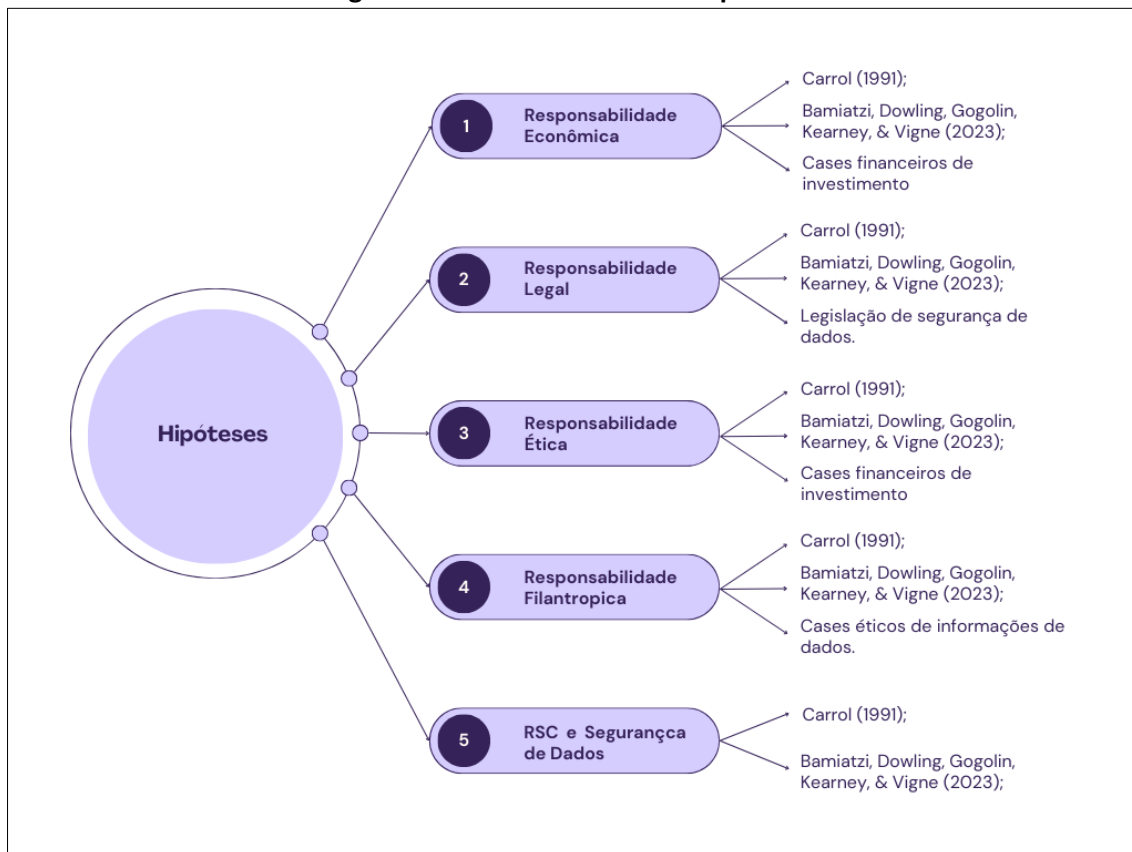 Hipóteses
1
Responsabilidade
Econômica
Carrol (1991);
Bamiatzi, Dowling, Gogolin,
Kearney, & Vigne (2023);
Cases financeiros de
investimento
2
Responsabilidade
Legal
Carrol (1991);
Bamiatzi, Dowling, Gogolin,
Kearney, & Vigne (2023);
Legislação de segurança de
dados.
3
Responsabilidade
Ética
Carrol (1991);
Bamiatzi, Dowling, Gogolin,
Kearney, & Vigne (2023);
Cases financeiros de
investimento
4
Responsabilidade
Filantropica
Carrol (1991);
Bamiatzi, Dowling, Gogolin,
Kearney, & Vigne (2023);
Cases éticos de informações de
dados.
5
RSC e Segurançca
de Dados
Carrol (1991);
Bamiatzi, Dowling, Gogolin,
Kearney, & Vigne (2023);